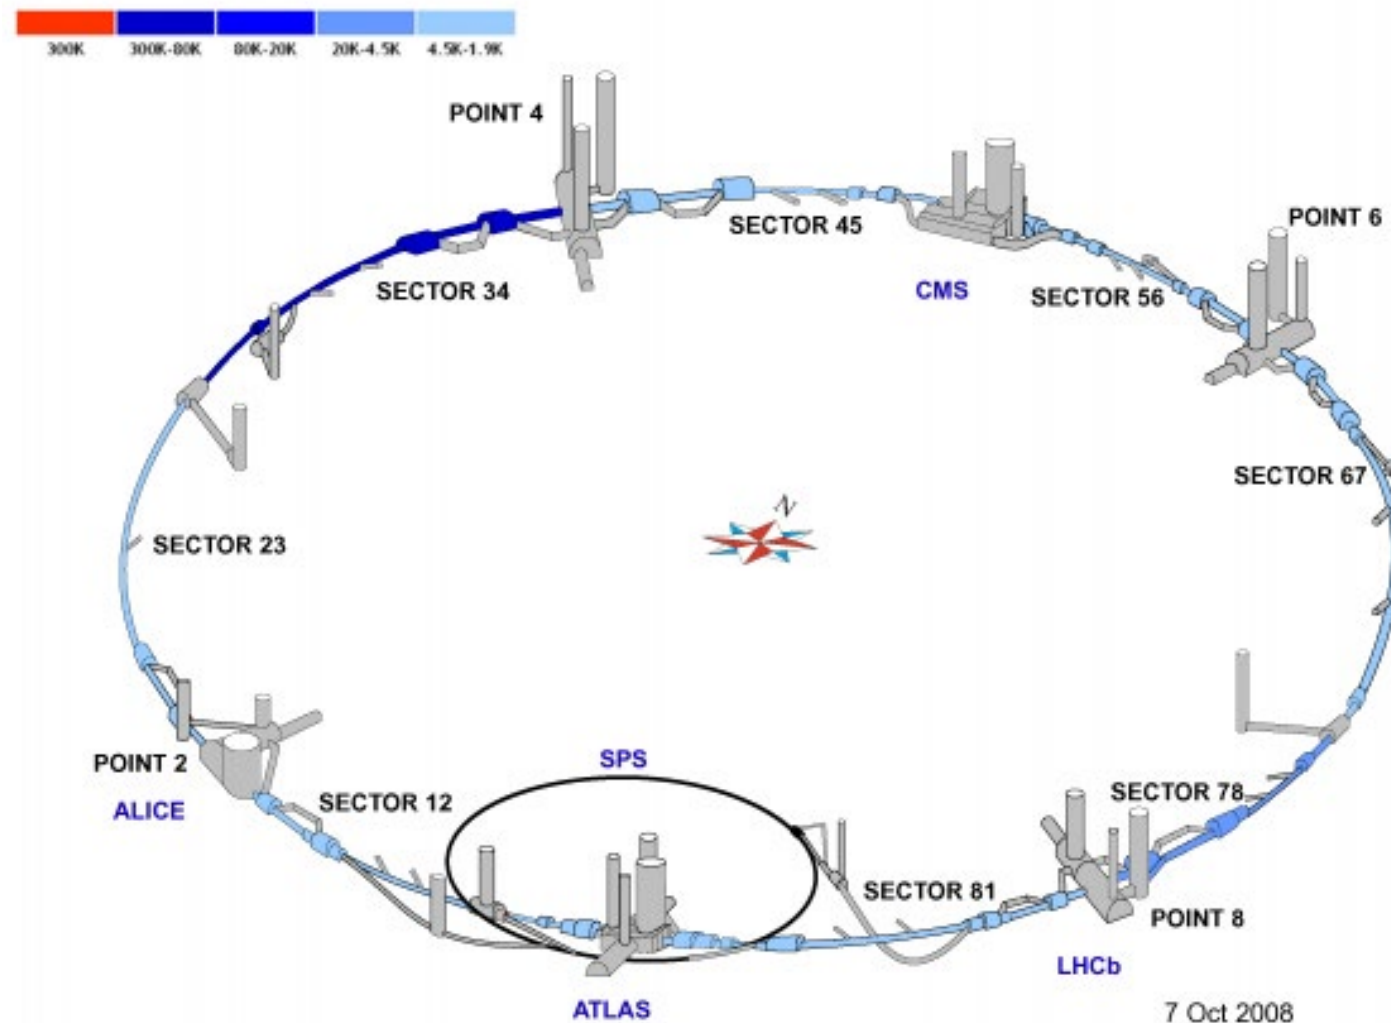 300K 300K-80K 80K-20K 20K-4.5K 4.5K-1.9K
POINT 4
SECTOR 45
POINT 6
SECTOR 34
CMS
SECTOR 56
SECTOR 67
N
SECTOR 23
POINT 2
SPS
ALICE
SECTOR 12
SECTOR 78
SECTOR 81
POINT 8
LHCb
ATLAS
7 Oct 2008